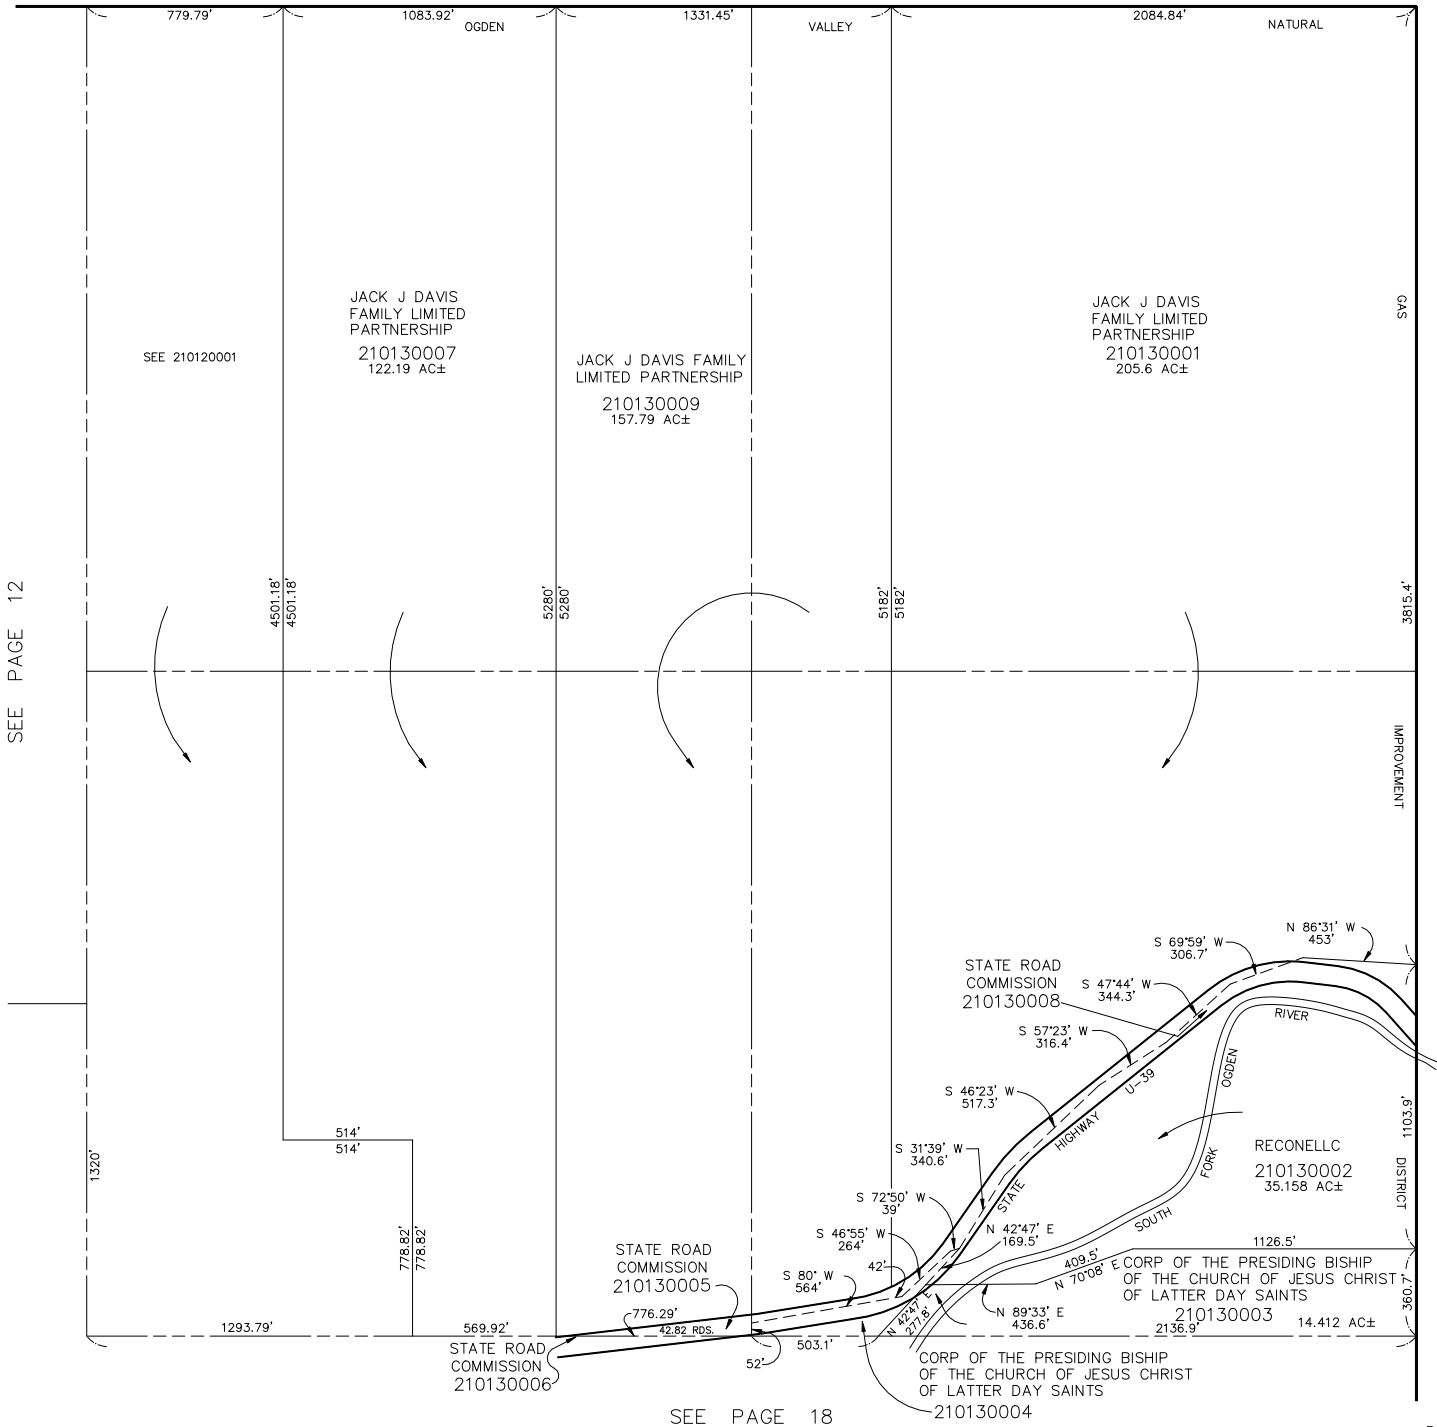 779.79'
1083.92'
1331.45'
2084.84'
OGDEN
VALLEY
NATURAL
JACK J DAVIS
FAMILY LIMITED
PARTNERSHIP
210130007
122.19 AC±
SEE 210120001
JACK J DAVIS FAMILY
LIMITED PARTNERSHIP
210130009
157.79 AC±
JACK J DAVIS
FAMILY LIMITED
PARTNERSHIP
210130001
205.6 AC±
GAS
SEE PAGE 12
4501.18'
4501.18'
5280'
5280'
5182'
5182'
3815.4'
IMPROVEMENT
N 86°31' W
453'
S 69°59' W
306.7'
STATE ROAD
COMMISSION
210130008
S 47°44' W
344.3'
S 57°23' W
316.4'
RIVER
OGDEN
U-39
S 46°23' W
517.3'
HIGHWAY
1103.9'
514'
514'
1320'
S 31°39' W
340.6'
STATE
FORK
RECONELLC
210130002
35.158 AC±
DISTRICT
S 72°50' W
39'
SOUTH
778.82'
778.82'
S 46°55' W
264'
N 42°47' E
169.5'
1126.5'
STATE ROAD
COMMISSION
210130005
S 80° W
564'
42'
409.5'
N 70°08' E
CORP OF THE PRESIDING BISHIP
OF THE CHURCH OF JESUS CHRIST
OF LATTER DAY SAINTS
210130003
14.412 AC±
360.7'
N 42°47' E
277.8'
N 89°33' E
436.6'
776.29'
42.82 RDS.
1293.79'
569.92'
503.1'
2136.9'
52'
STATE ROAD
COMMISSION
210130006
CORP OF THE PRESIDING BISHIP
OF THE CHURCH OF JESUS CHRIST
OF LATTER DAY SAINTS
210130004
SEE PAGE 18